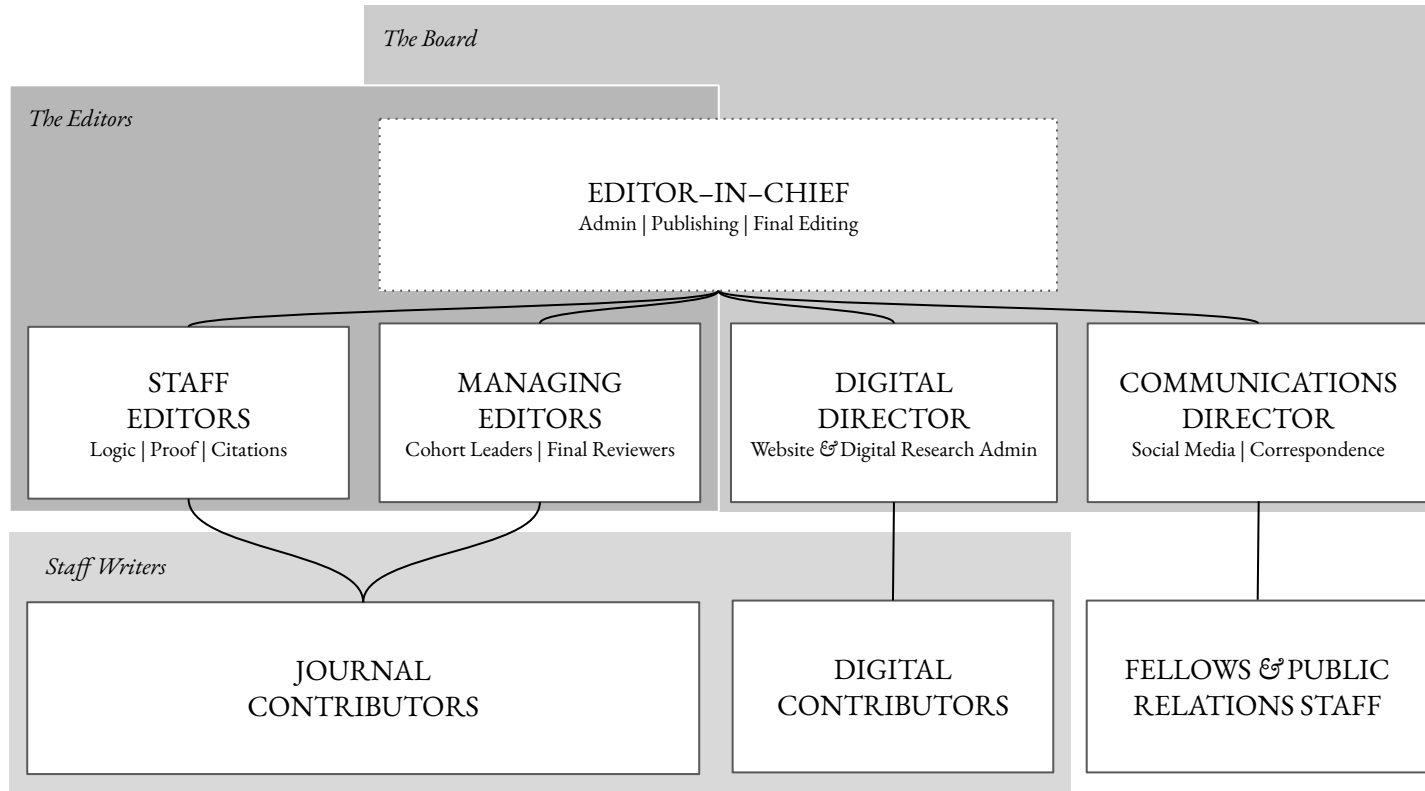 The Board
The Editors
EDITOR–IN–CHIEF
Admin | Publishing | Final Editing
STAFF
EDITORS
Logic | Proof | Citations
MANAGING
EDITORS
Cohort Leaders | Final Reviewers
DIGITAL
DIRECTOR
Website & Digital Research Admin
COMMUNICATIONS
DIRECTOR
Social Media | Correspondence
Staff Writers
JOURNAL
CONTRIBUTORS
DIGITAL
CONTRIBUTORS
FELLOWS & PUBLIC
RELATIONS STAFF